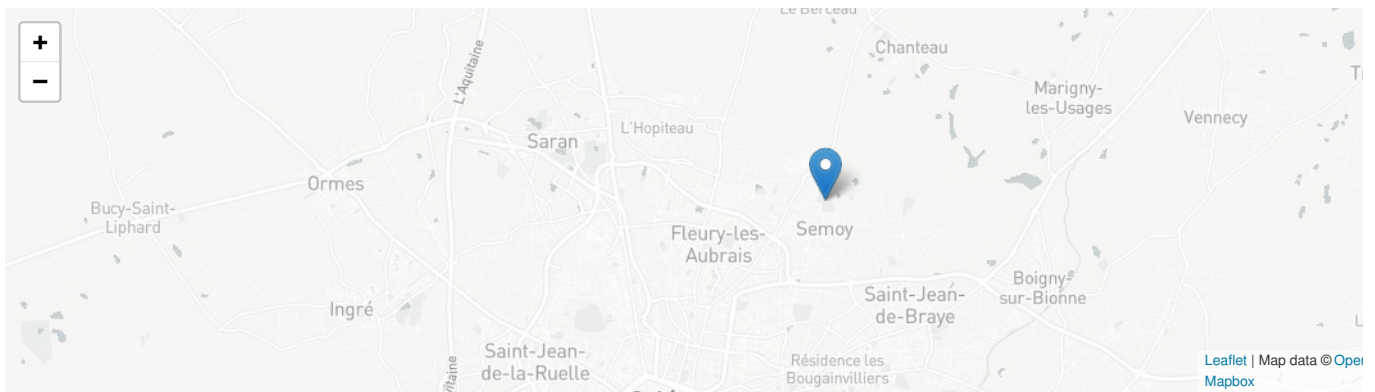 Le Berceau
+
L'Aquitaine
Chanteau
−
Marigny-
les-Usages
Vennecy
L'Hopiteau
Saran
Ormes
Bucy-Saint-
Liphard
Semoy
Fleury-les-
Aubrais
Boigny-
sur-Bionne
Saint-Jean-
de-Braye
Ingré
Saint-Jean-
de-la-Ruelle
Résidence les
Bougainvilliers
Leaflet | Map data © Open
Mapbox